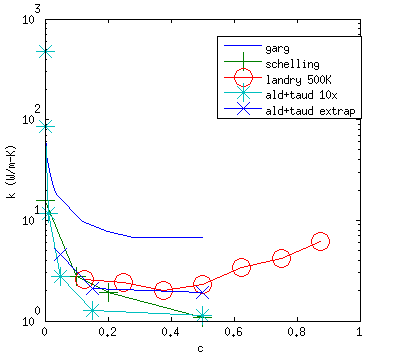 10^3
garg
schelling
landry 500K
ald+taud 10x
ald+taud extrap
10^2
k (W/m-K)
10^1
10^0
0 0.2 0.4 0.6 0.8 1
c